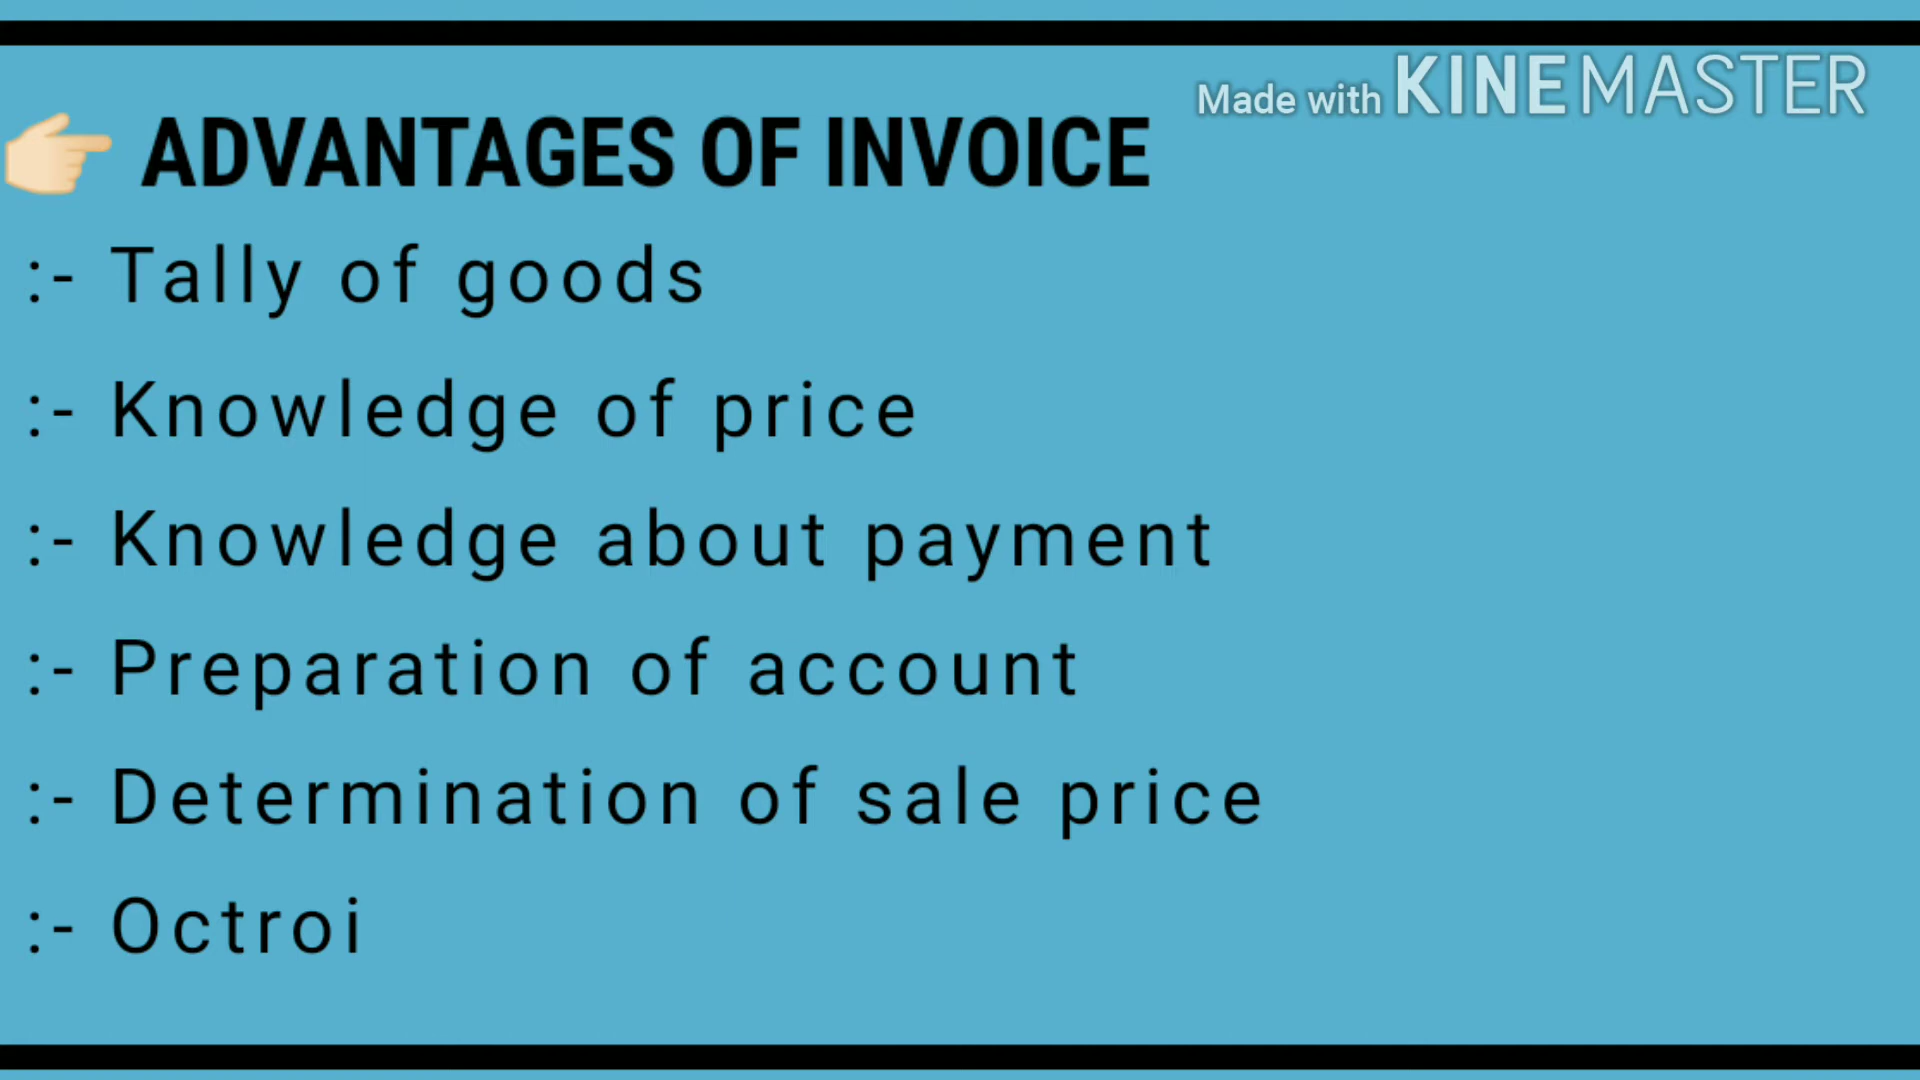 Made with KINEMASTER
👉🏻 ADVANTAGES OF INVOICE
:- Tally of goods
:- Knowledge of price
:- Knowledge about payment
:- Preparation of account
:- Determination of sale price
:- Octroi